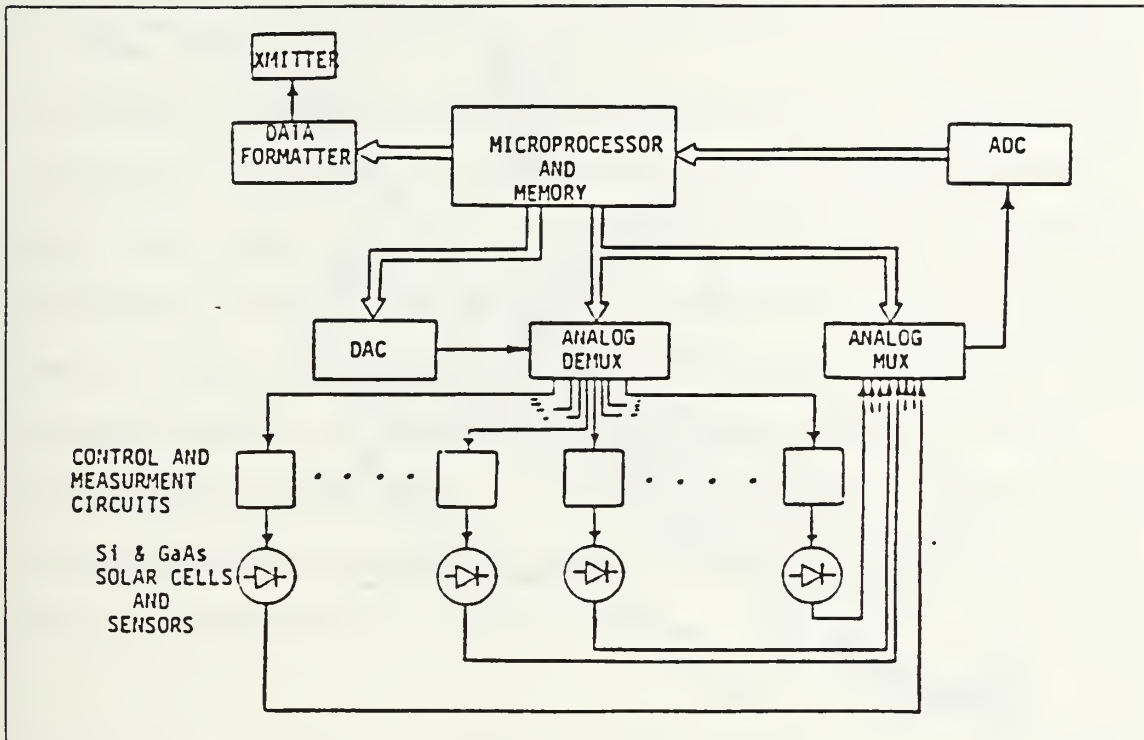 XMITTER
DATA
FORMATTER
MICROPROCESSOR
AND
MEMORY
ADC
DAC
ANALOG
DEMUX
ANALOG
MUX
CONTROL AND
MEASURMENT
CIRCUITS
Si & GaAs
SOLAR CELLS
AND
SENSORS